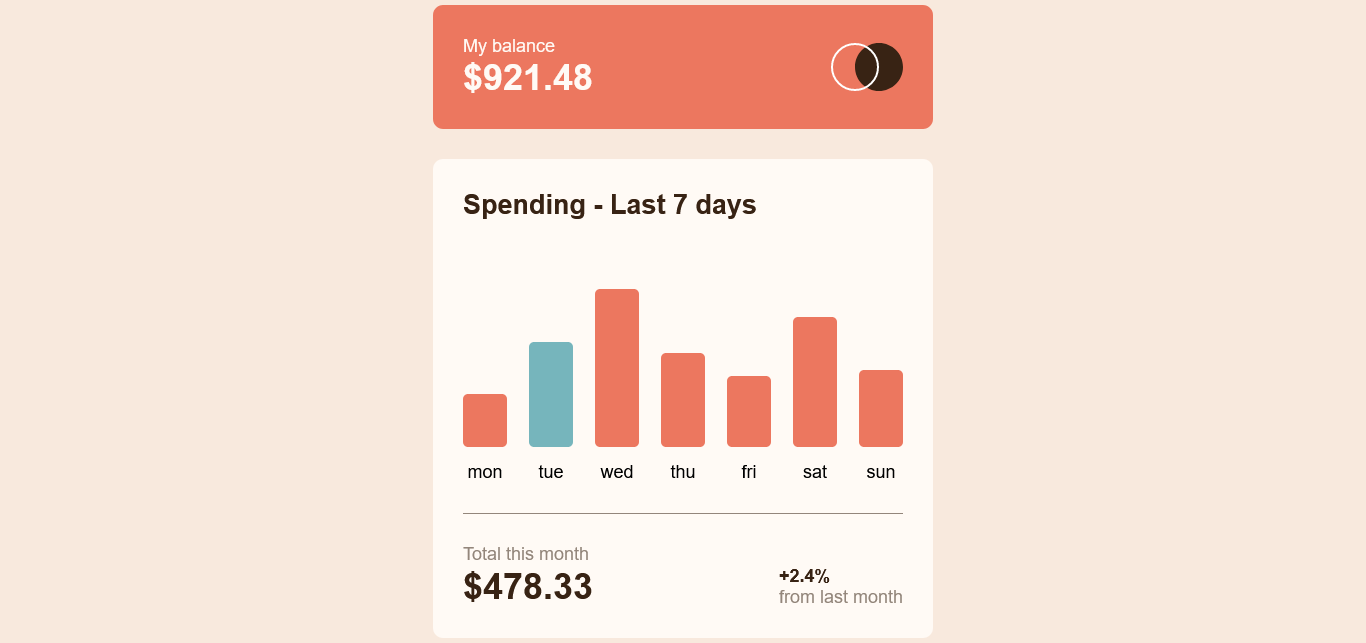 My balance
$921.48
Spending - Last 7 days
mon tue wed thu fri sat sun
Total this month
$478.33
+2.4%
from last month